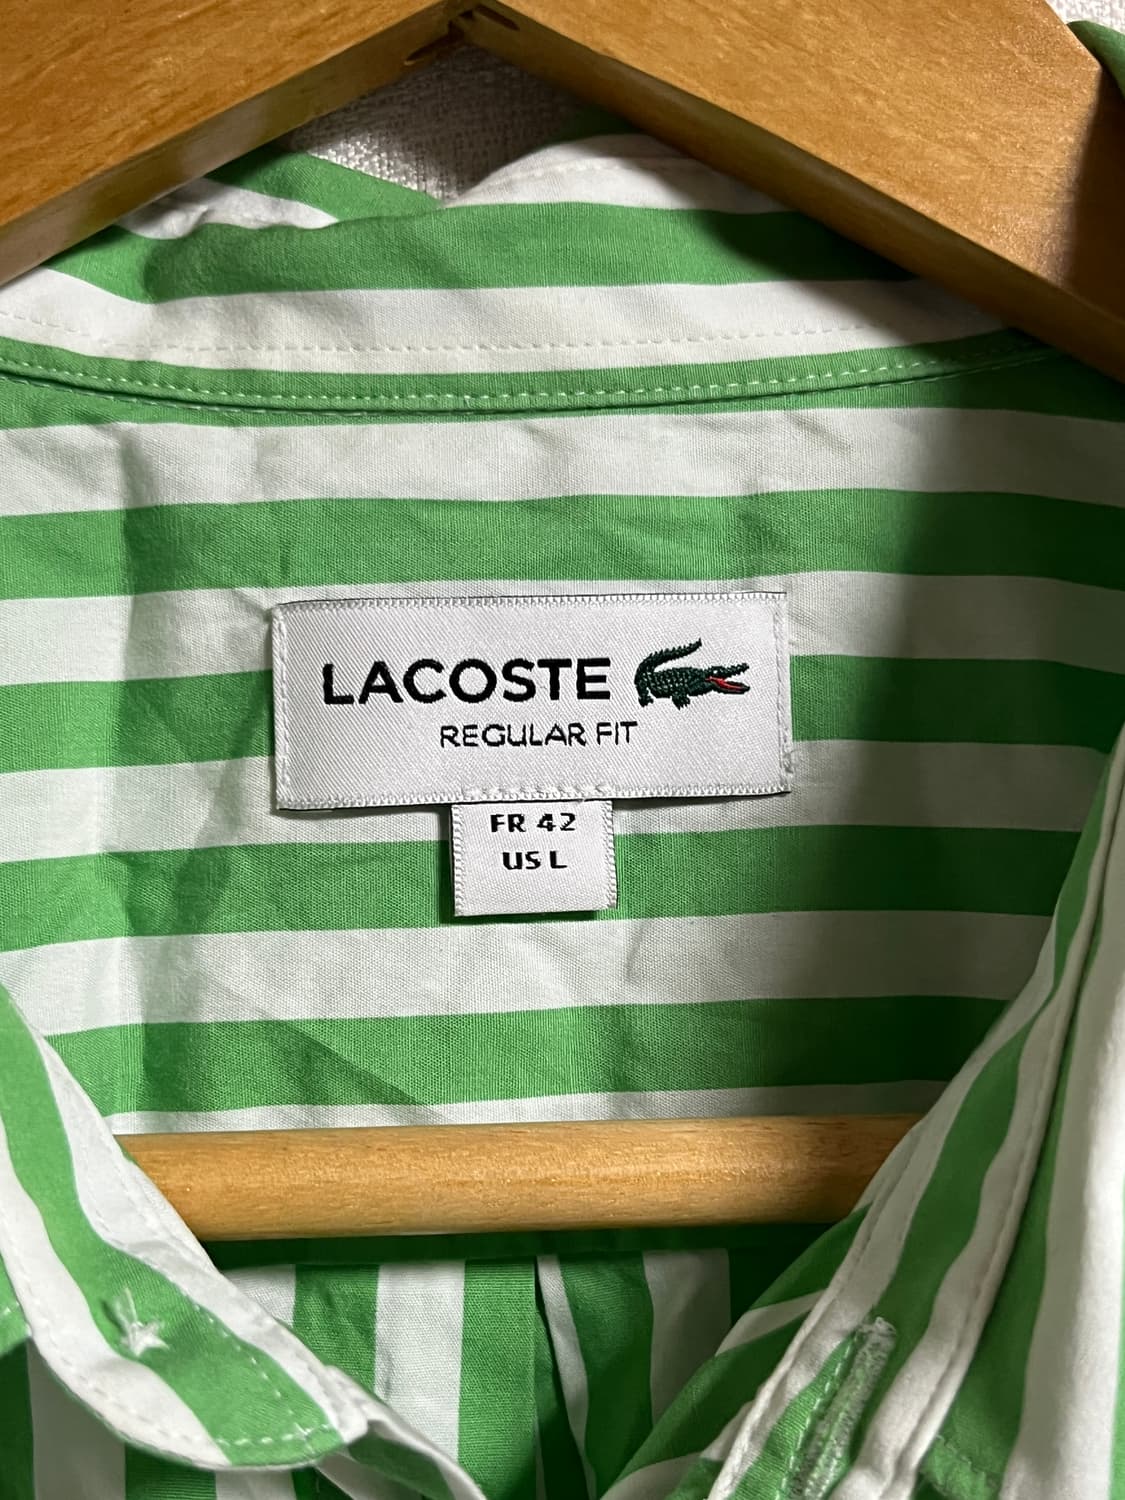 LACOSTE
REGULAR FIT
FR 42
US L